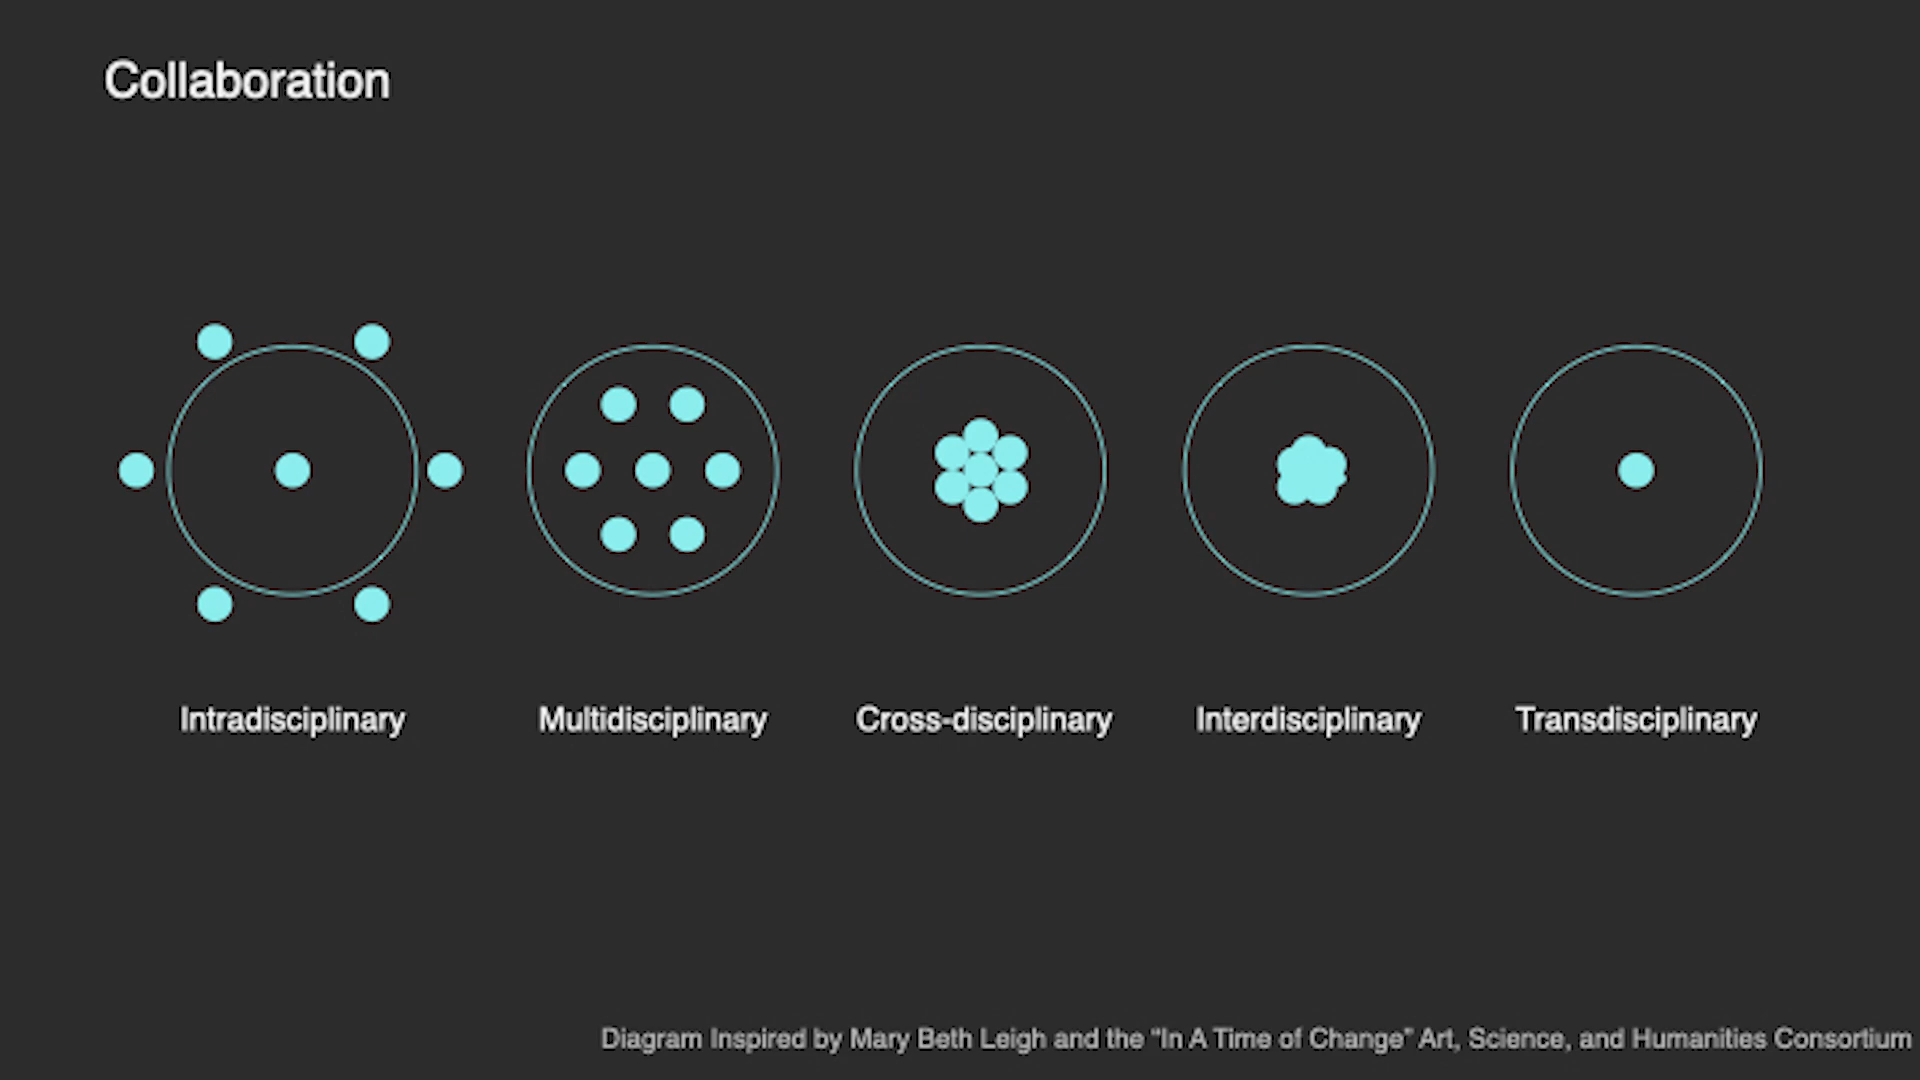 Collaboration
Intradisciplinary
Multidisciplinary
Cross-disciplinary
Interdisciplinary
Transdisciplinary
Diagram Inspired by Mary Beth Leigh and the “In A Time of Change” Art, Science, and Humanities Consortium